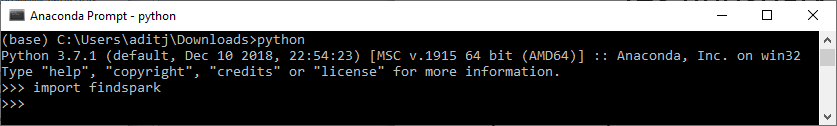 Anaconda Prompt - python
(base) C:\Users\aditj\Downloads>python
Python 3.7.1 (default, Dec 10 2018, 22:54:23) [MSC v.1915 64 bit (AMD64)] :: Anaconda, Inc. on win32
Type "help", "copyright", "credits" or "license" for more information.
>>> import findspark
>>>